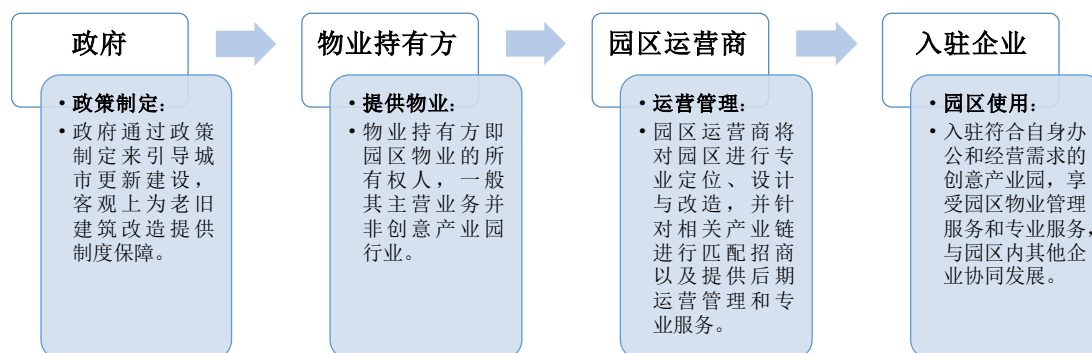 政府
• 政策制定：
• 政府通过政策
制定来引导城
市更新建设，
客观上为老旧
建筑改造提供
制度保障。
物业持有方
• 提供物业：
• 物业持有方即
园区物业的所
有权人，一般
其主营业务并
非创意产业园
行业。
园区运营商
• 运营管理：
• 园区运营商将
对园区进行专
业定位、设计
与改造，并针
对相关产业链
进行匹配招商
以及提供后期
运营管理和专
业服务。
入驻企业
• 园区使用：
• 入驻符合自身办
公和经营需求的
创意产业园，享
受园区物业管理
服务和专业服务，
与园区内其他企
业协同发展。